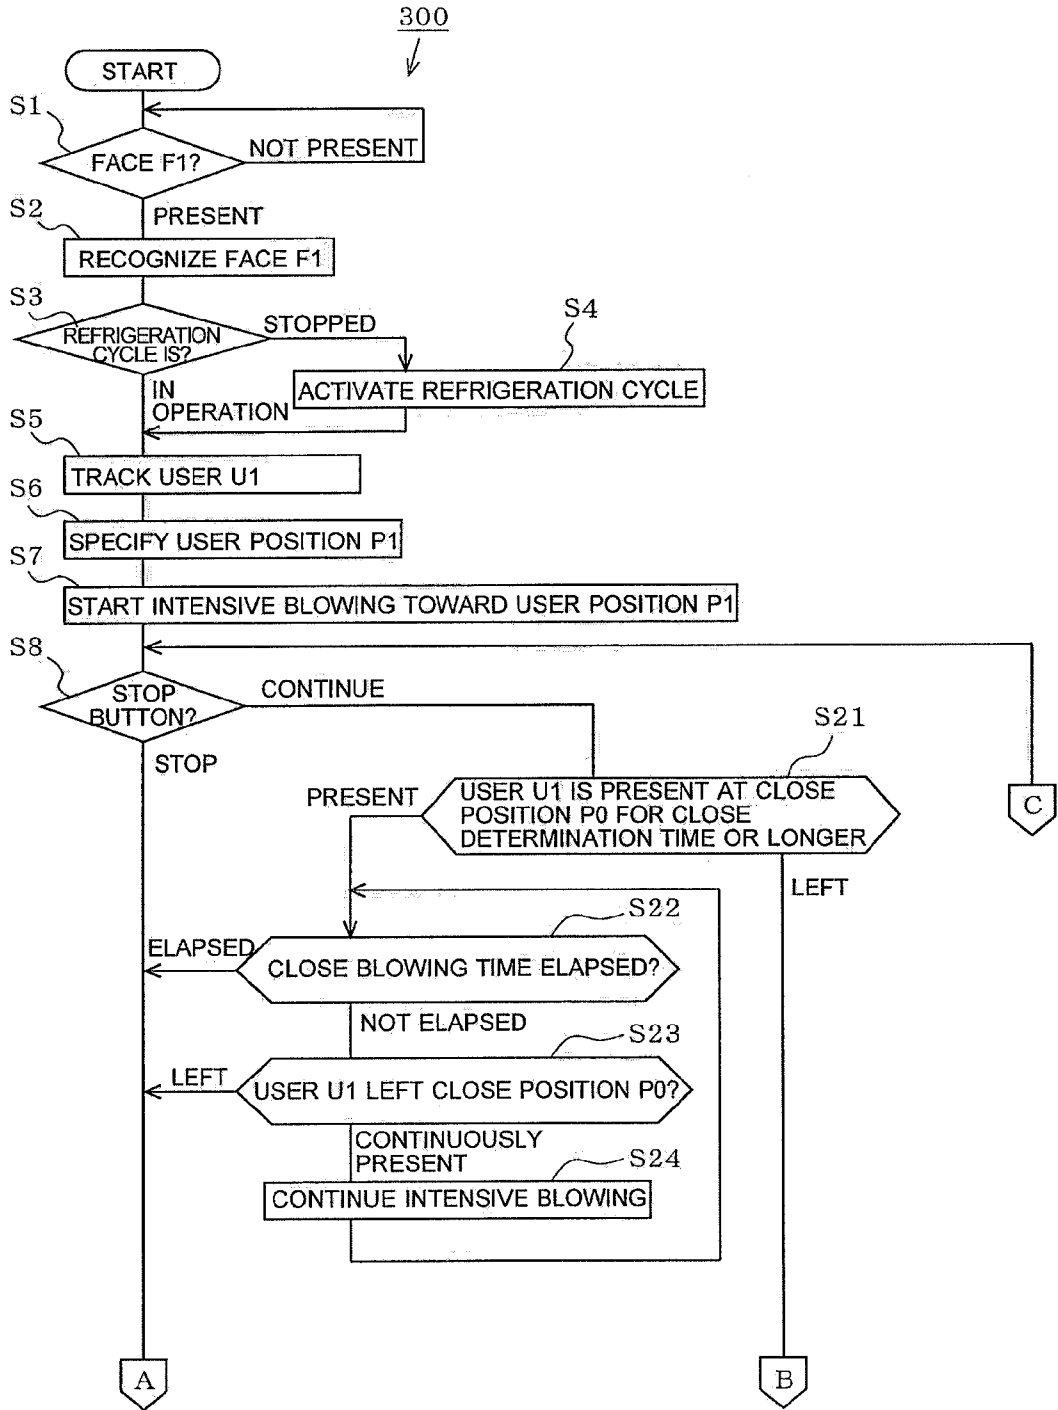 300
START
S1
FACE F1?
NOT PRESENT
S2
PRESENT
RECOGNIZE FACE F1
S3
REFRIGERATION
CYCLE IS?
STOPPED
S4
ACTIVATE REFRIGERATION CYCLE
IN
OPERATION
S5
TRACK USER U1
S6
SPECIFY USER POSITION P1
S7
START INTENSIVE BLOWING TOWARD USER POSITION P1
S8
STOP
BUTTON?
CONTINUE
STOP
S21
PRESENT
USER U1 IS PRESENT AT CLOSE
POSITION P0 FOR CLOSE
DETERMINATION TIME OR LONGER
C
LEFT
S22
ELAPSED
CLOSE BLOWING TIME ELAPSED?
NOT ELAPSED
S23
LEFT
USER U1 LEFT CLOSE POSITION P0?
CONTINUOUSLY
PRESENT
S24
CONTINUE INTENSIVE BLOWING
A
B